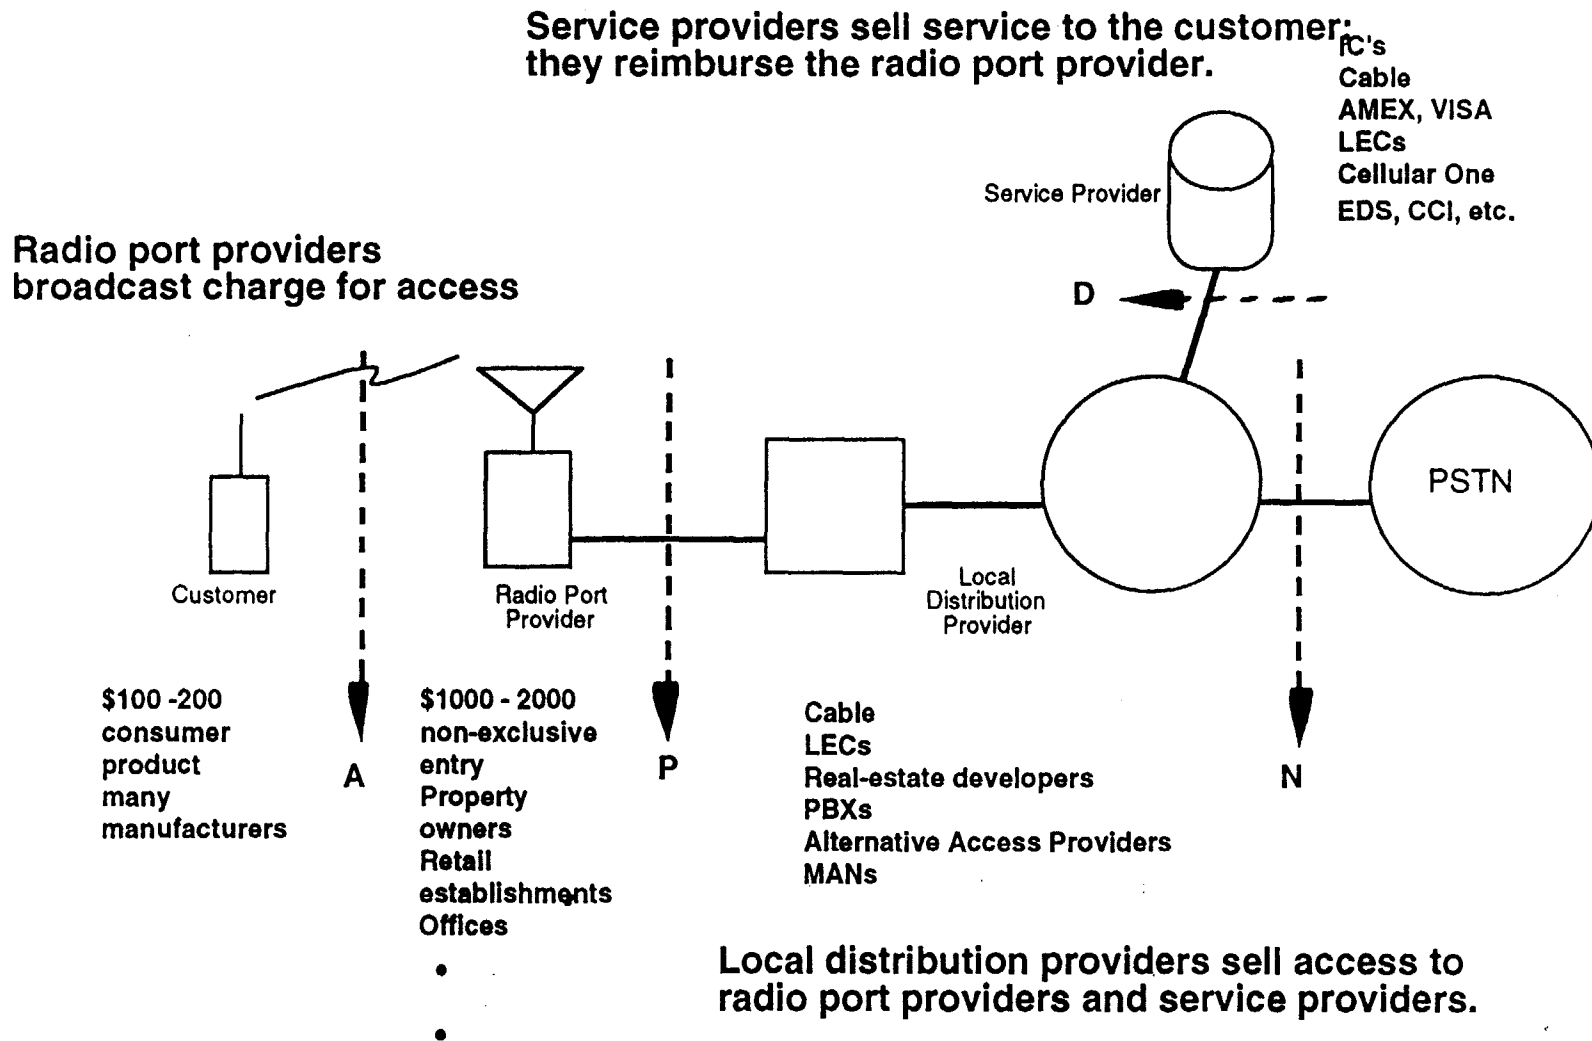 Service providers sell service to the customer;
they reimburse the radio port provider.
IC's
Cable
AMEX, VISA
LECs
Cellular One
EDS, CCI, etc.
Service Provider
Radio port providers
broadcast charge for access
D
PSTN
Customer
Radio Port
Provider
Local
Distribution
Provider
$100 -200
consumer
product
many
manufacturers
A
$1000 - 2000
non-exclusive
entry
Property
owners
Retail
establishments
Offices
•
•
P
Cable
LECs
Real-estate developers
PBXs
Alternative Access Providers
MANs
N
Local distribution providers sell access to
radio port providers and service providers.